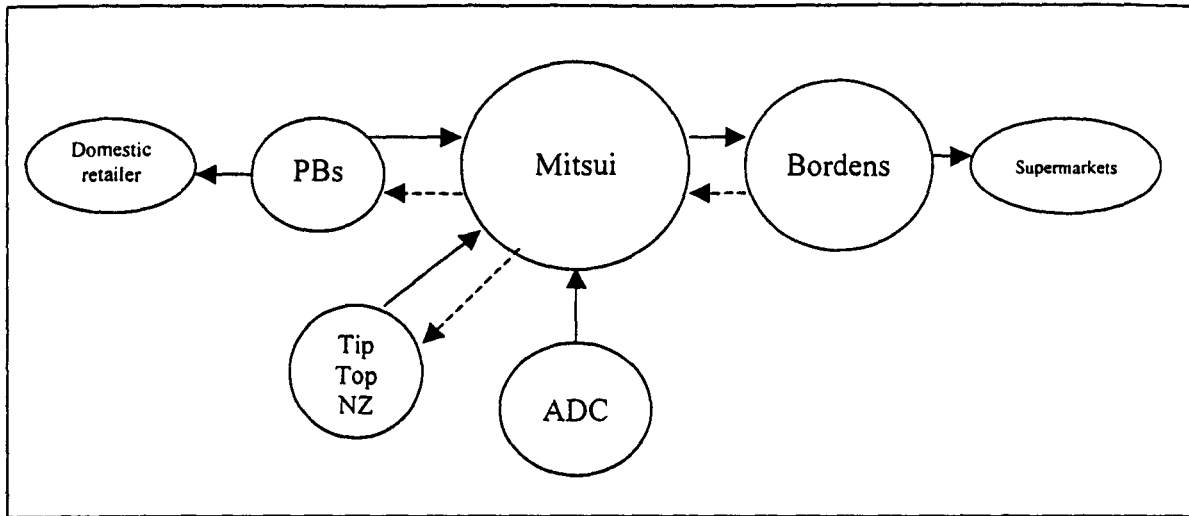 Domestic
retailer
PBs
Mitsui
Bordens
Supermarkets
Tip
Top
NZ
ADC